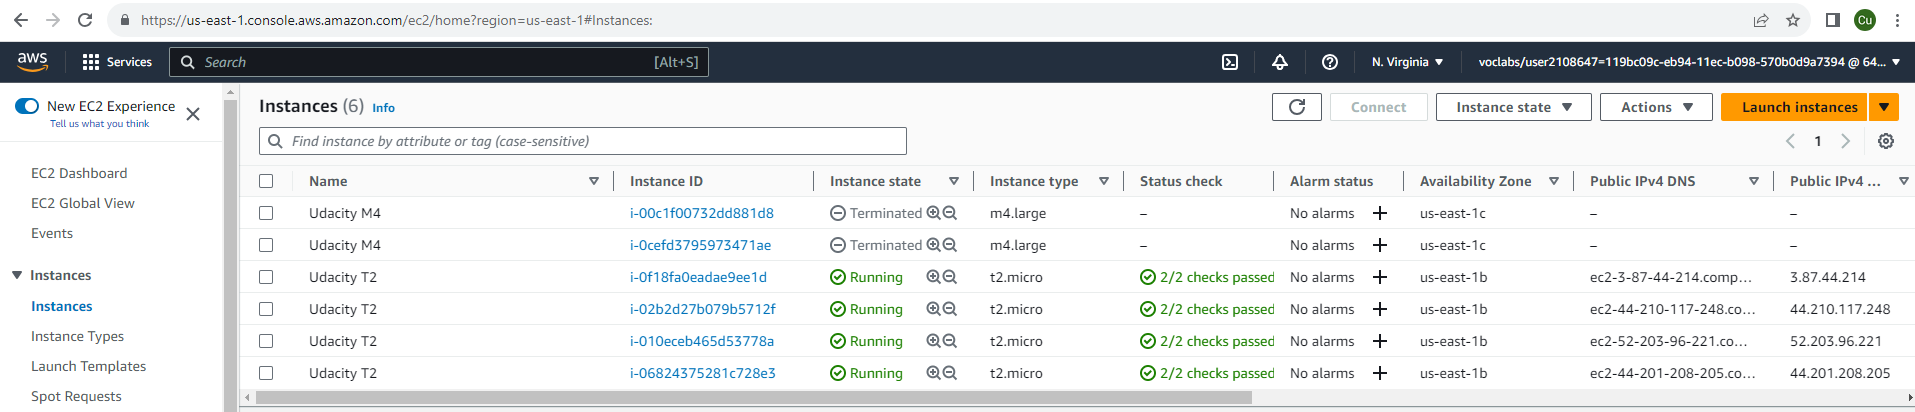 https://us-east-1.console.aws.amazon.com/ec2/home?region=us-east-1#Instances:
Cu
aws Services Search [Alt+S] N. Virginia voclabs/user2108647=119bc09c-eb94-11ec-b098-570b0d9a7394 @ 64...
New EC2 Experience
Tell us what you think
EC2 Dashboard
EC2 Global View
Events
Instances
Instances
Instance Types
Launch Templates
Spot Requests
Instances (6) Info Connect Instance state Actions Launch instances
Find instance by attribute or tag (case-sensitive) 1
Name Instance ID Instance state Instance type Status check Alarm status Availability Zone Public IPv4 DNS Public IPv4 ...
Udacity M4 i-00c1f00732dd881d8 Terminated m4.large – No alarms us-east-1c – –
Udacity M4 i-0cefd3795973471ae Terminated m4.large – No alarms us-east-1c – –
Udacity T2 i-0f18fa0eadae9ee1d Running t2.micro 2/2 checks passed No alarms us-east-1b ec2-3-87-44-214.comp... 3.87.44.214
Udacity T2 i-02b2d27b079b5712f Running t2.micro 2/2 checks passed No alarms us-east-1b ec2-44-210-117-248.co... 44.210.117.248
Udacity T2 i-010eceb465d53778a Running t2.micro 2/2 checks passed No alarms us-east-1b ec2-52-203-96-221.co... 52.203.96.221
Udacity T2 i-06824375281c728e3 Running t2.micro 2/2 checks passed No alarms us-east-1b ec2-44-201-208-205.co... 44.201.208.205